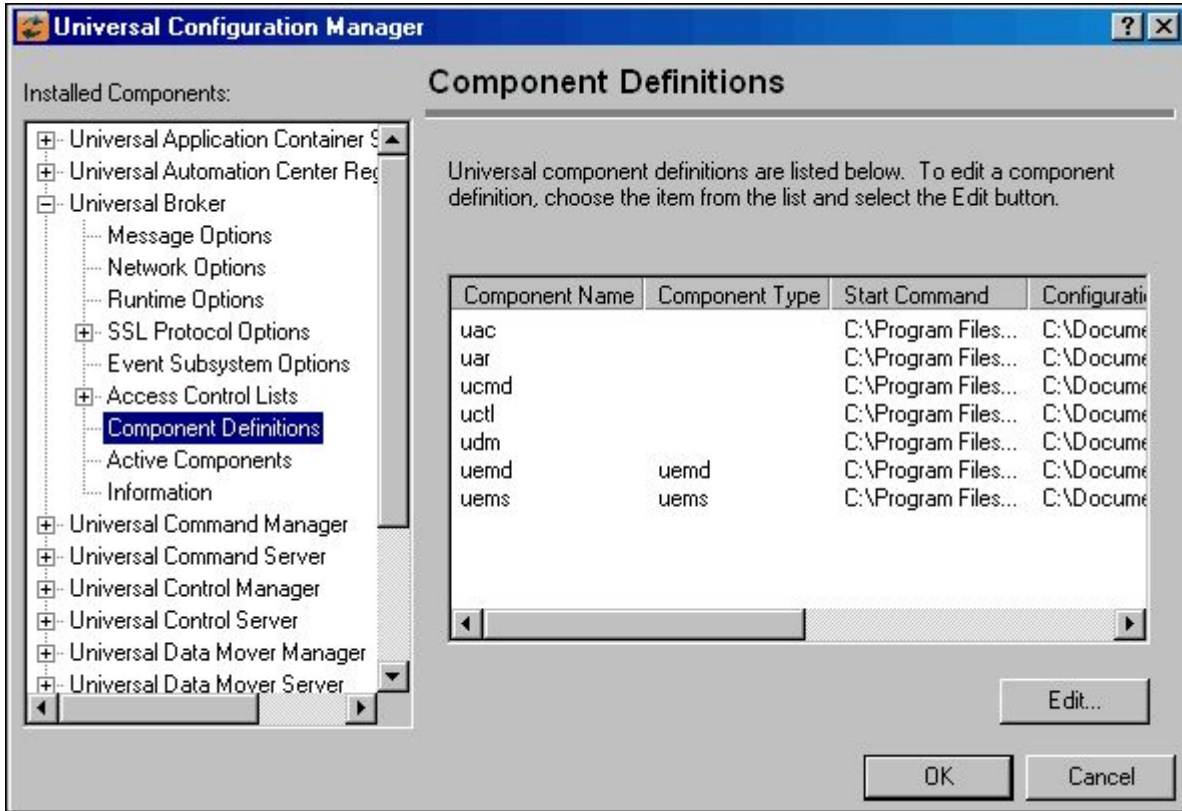 Universal Configuration Manager
Installed Components:
Universal Application Container S
Universal Automation Center Reg
Universal Broker
Message Options
Network Options
Runtime Options
SSL Protocol Options
Event Subsystem Options
Access Control Lists
Component Definitions
Active Components
Information
Universal Command Manager
Universal Command Server
Universal Control Manager
Universal Control Server
Universal Data Mover Manager
Universal Data Mover Server
Component Definitions
Universal component definitions are listed below. To edit a component
definition, choose the item from the list and select the Edit button.
Component Name Component Type Start Command Configurati
uac C:\Program Files... C:\Docume
uar C:\Program Files... C:\Docume
ucmd C:\Program Files... C:\Docume
uctl C:\Program Files... C:\Docume
udm C:\Program Files... C:\Docume
uemd uemd C:\Program Files... C:\Docume
uems uems C:\Program Files... C:\Docume
Edit...
OK Cancel